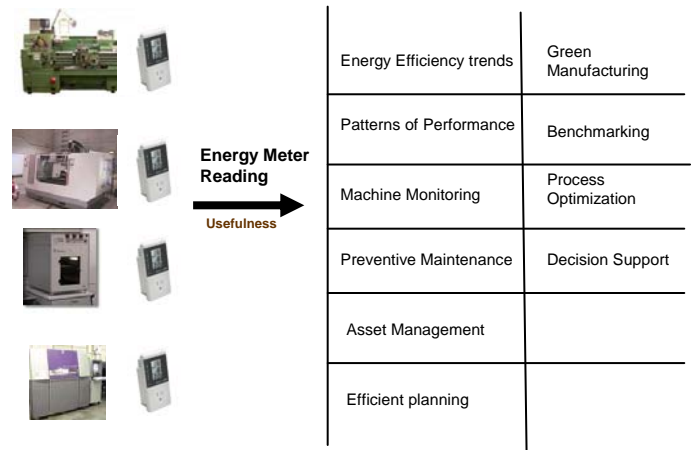 Energy Meter
Reading
Usefulness
Energy Efficiency trends
Green
Manufacturing
Patterns of Performance
Benchmarking
Machine Monitoring
Process
Optimization
Preventive Maintenance
Decision Support
Asset Management
Efficient planning